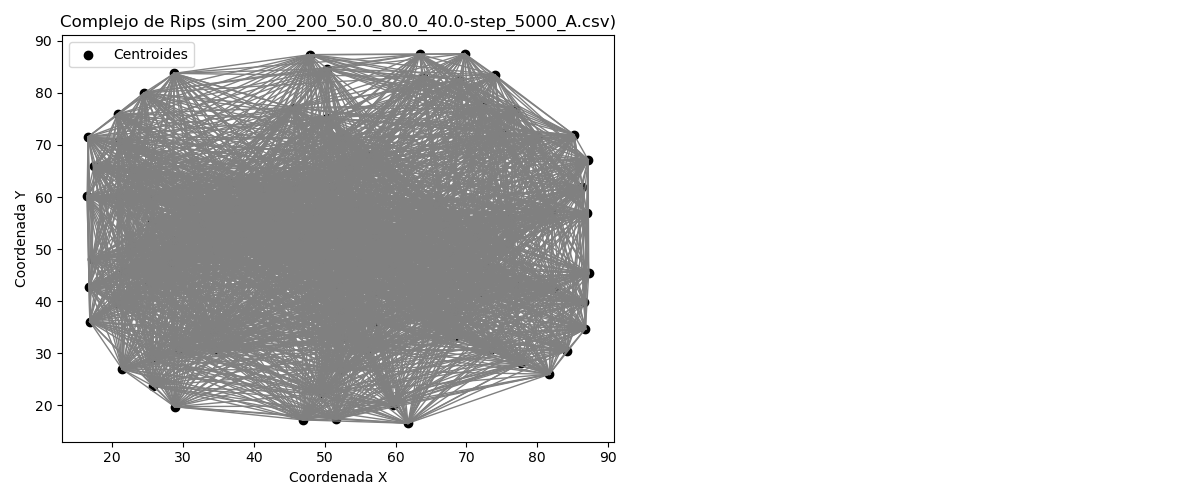 Complejo de Rips (sim_200_200_50.0_80.0_40.0-step_5000_A.csv)
Centroides
90
80
70
60
50
40
30
20
Coordenada Y
20 30 40 50 60 70 80 90
Coordenada X